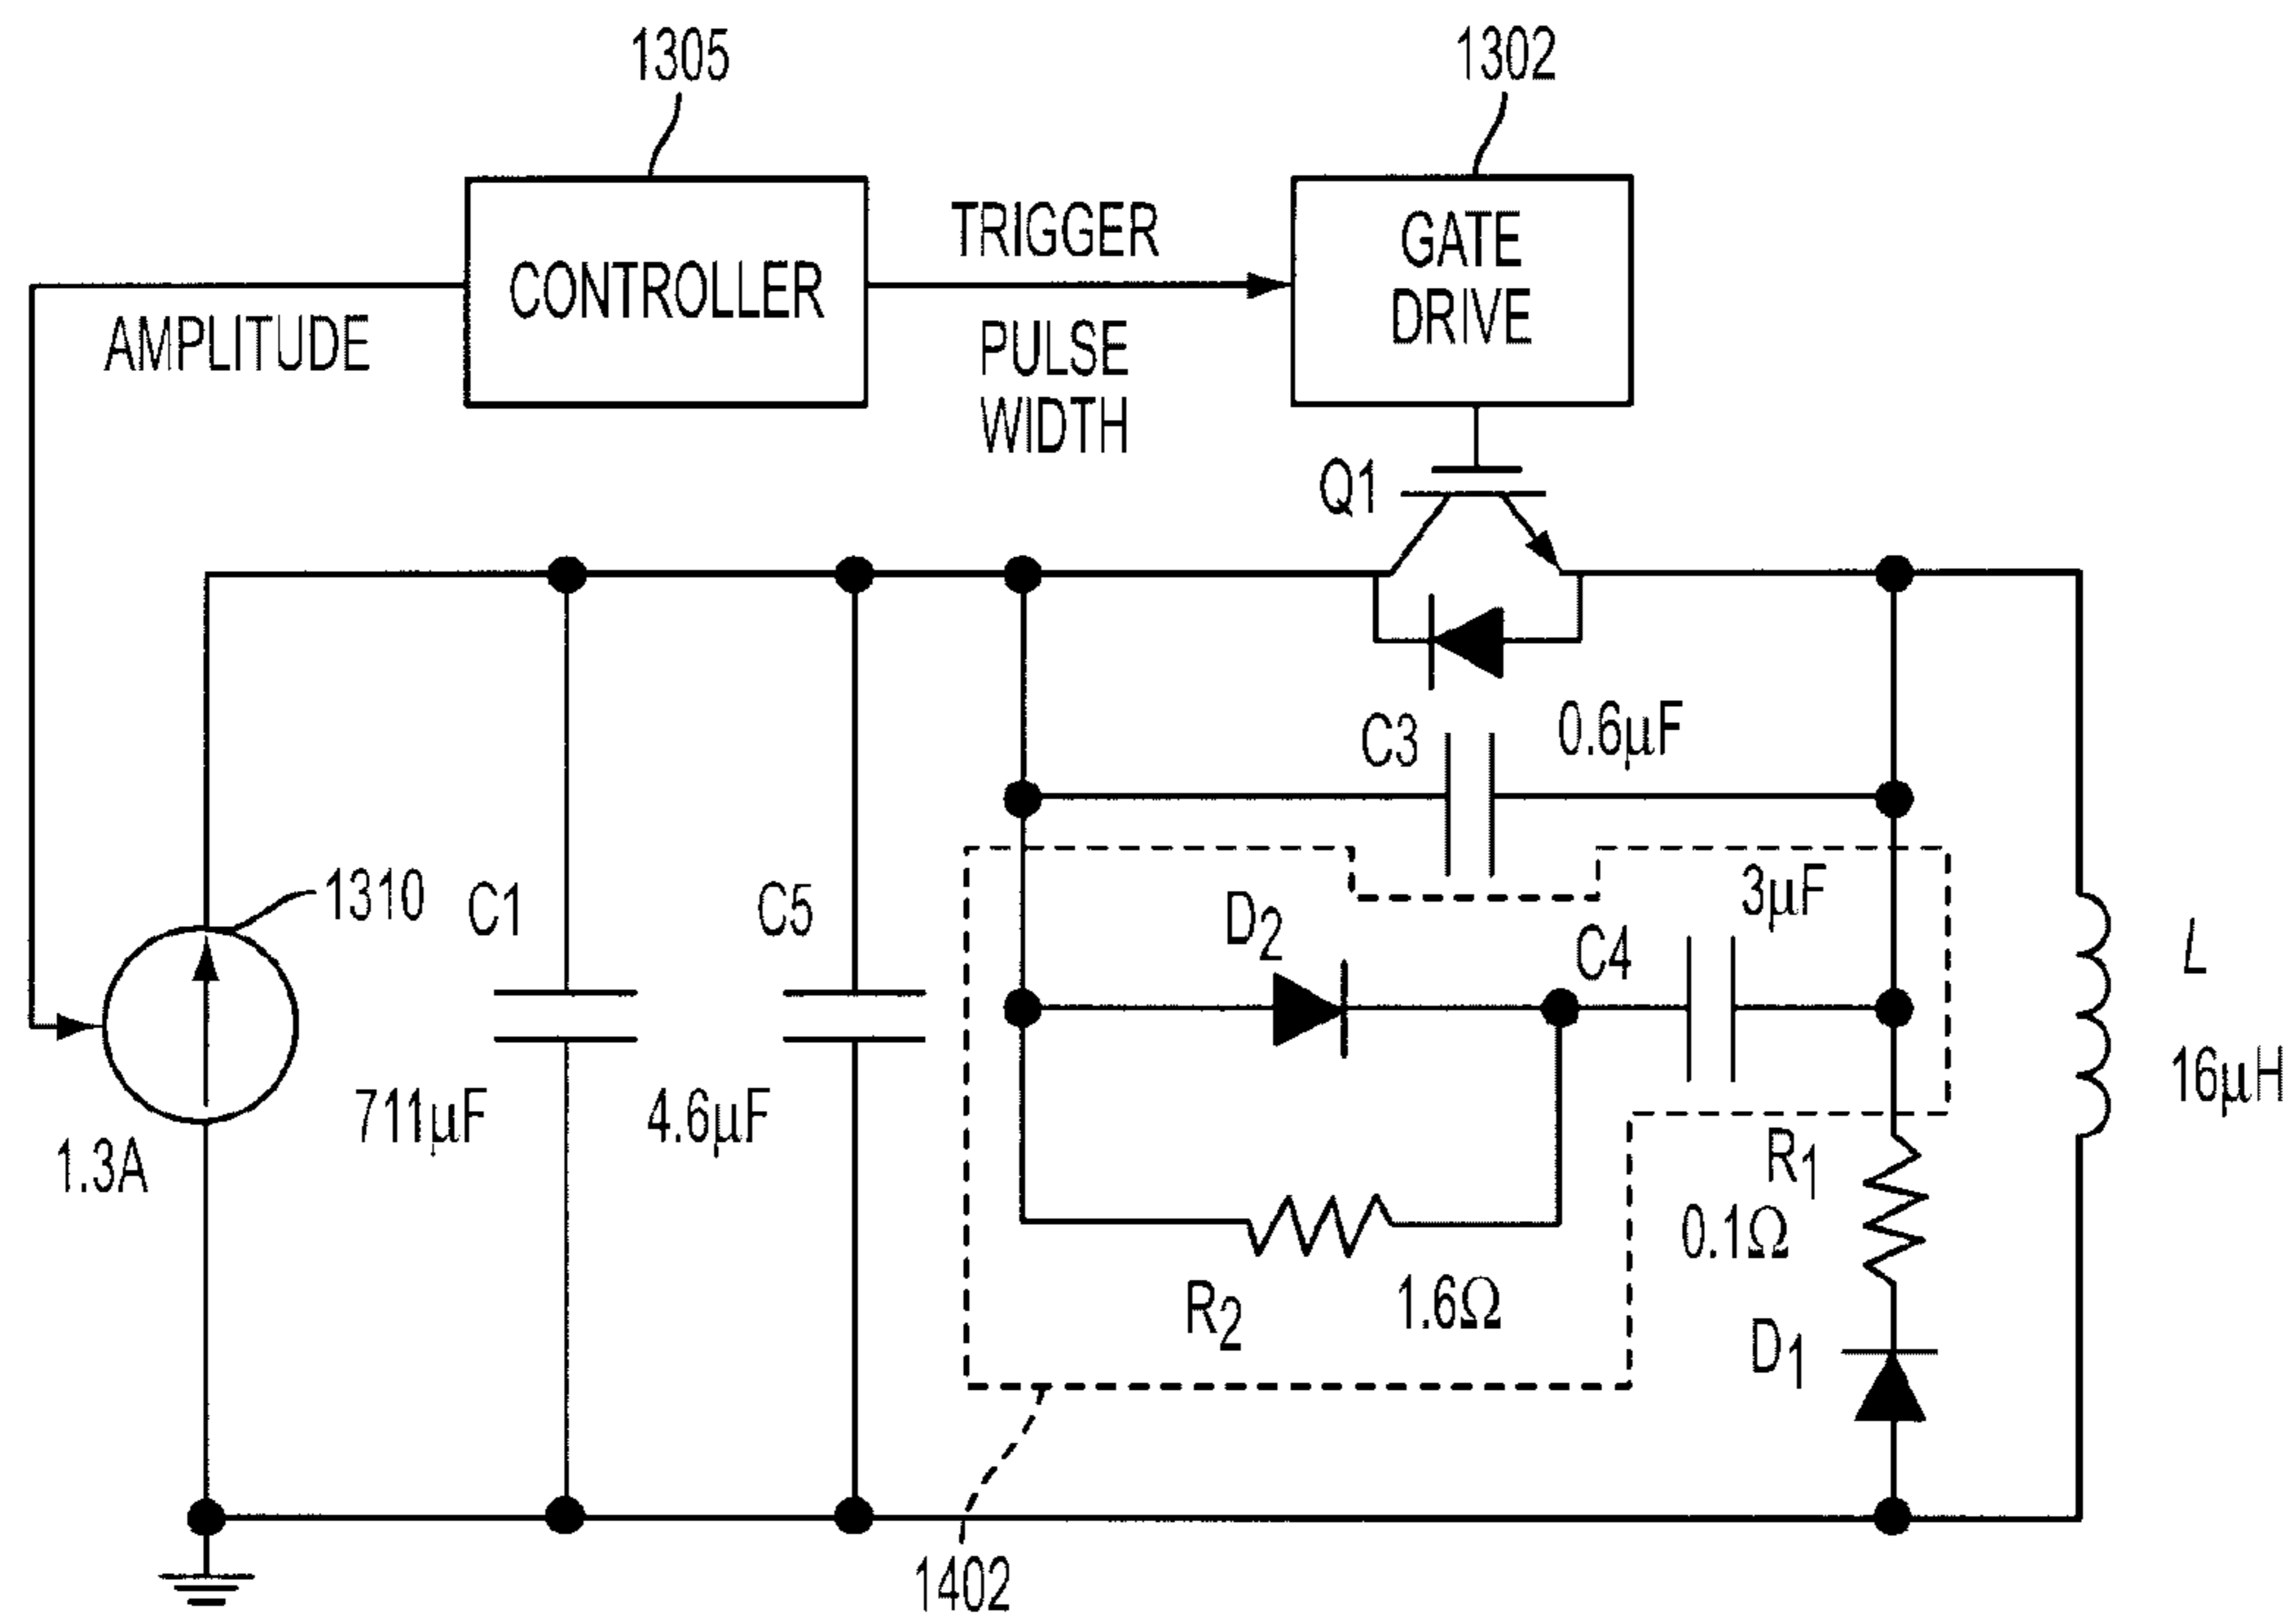 1305
1302
CONTROLLER
TRIGGER
PULSE
WIDTH
GATE
DRIVE
AMPLITUDE
Q1
C3
0.6µF
1310
C1
C5
D2
C4
3µF
L
16µH
711µF
4.6µF
1.3A
R1
0.1Ω
R2
1.6Ω
D1
1402